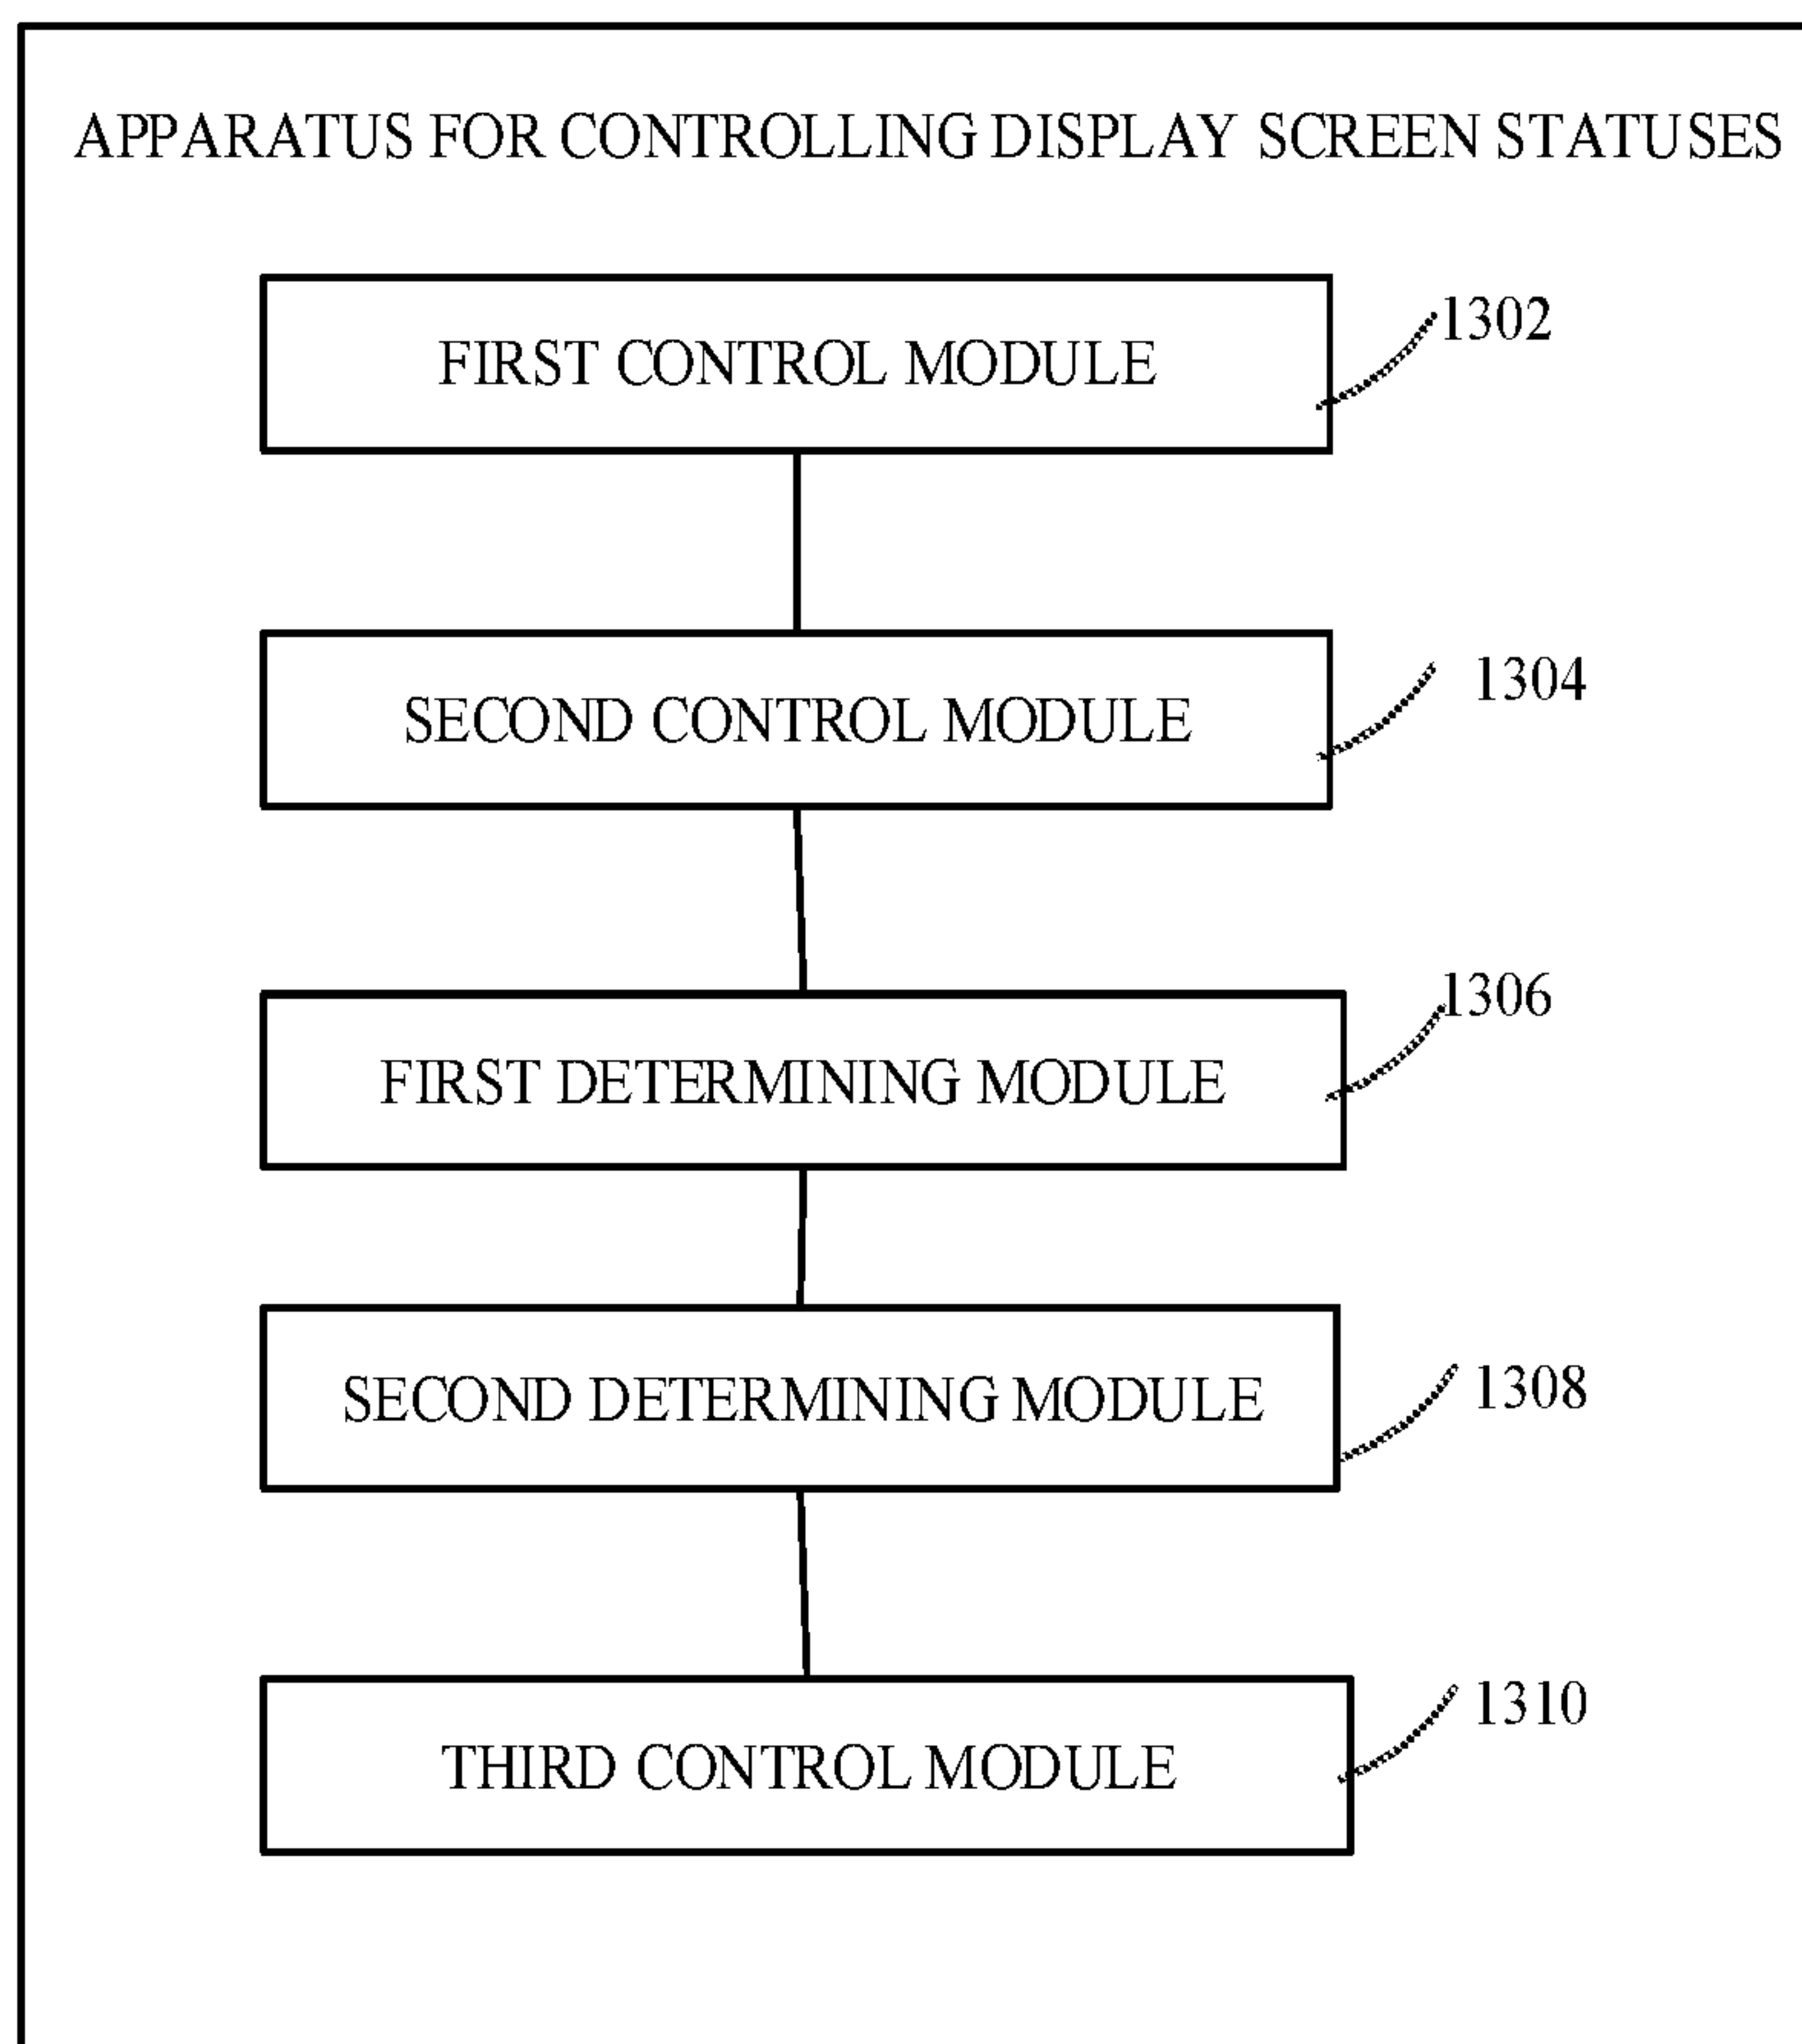 APPARATUS FOR CONTROLLING DISPLAY SCREEN STATUSES
FIRST CONTROL MODULE
1302
SECOND CONTROL MODULE
1304
FIRST DETERMINING MODULE
1306
SECOND DETERMINING MODULE
1308
THIRD CONTROL MODULE
1310